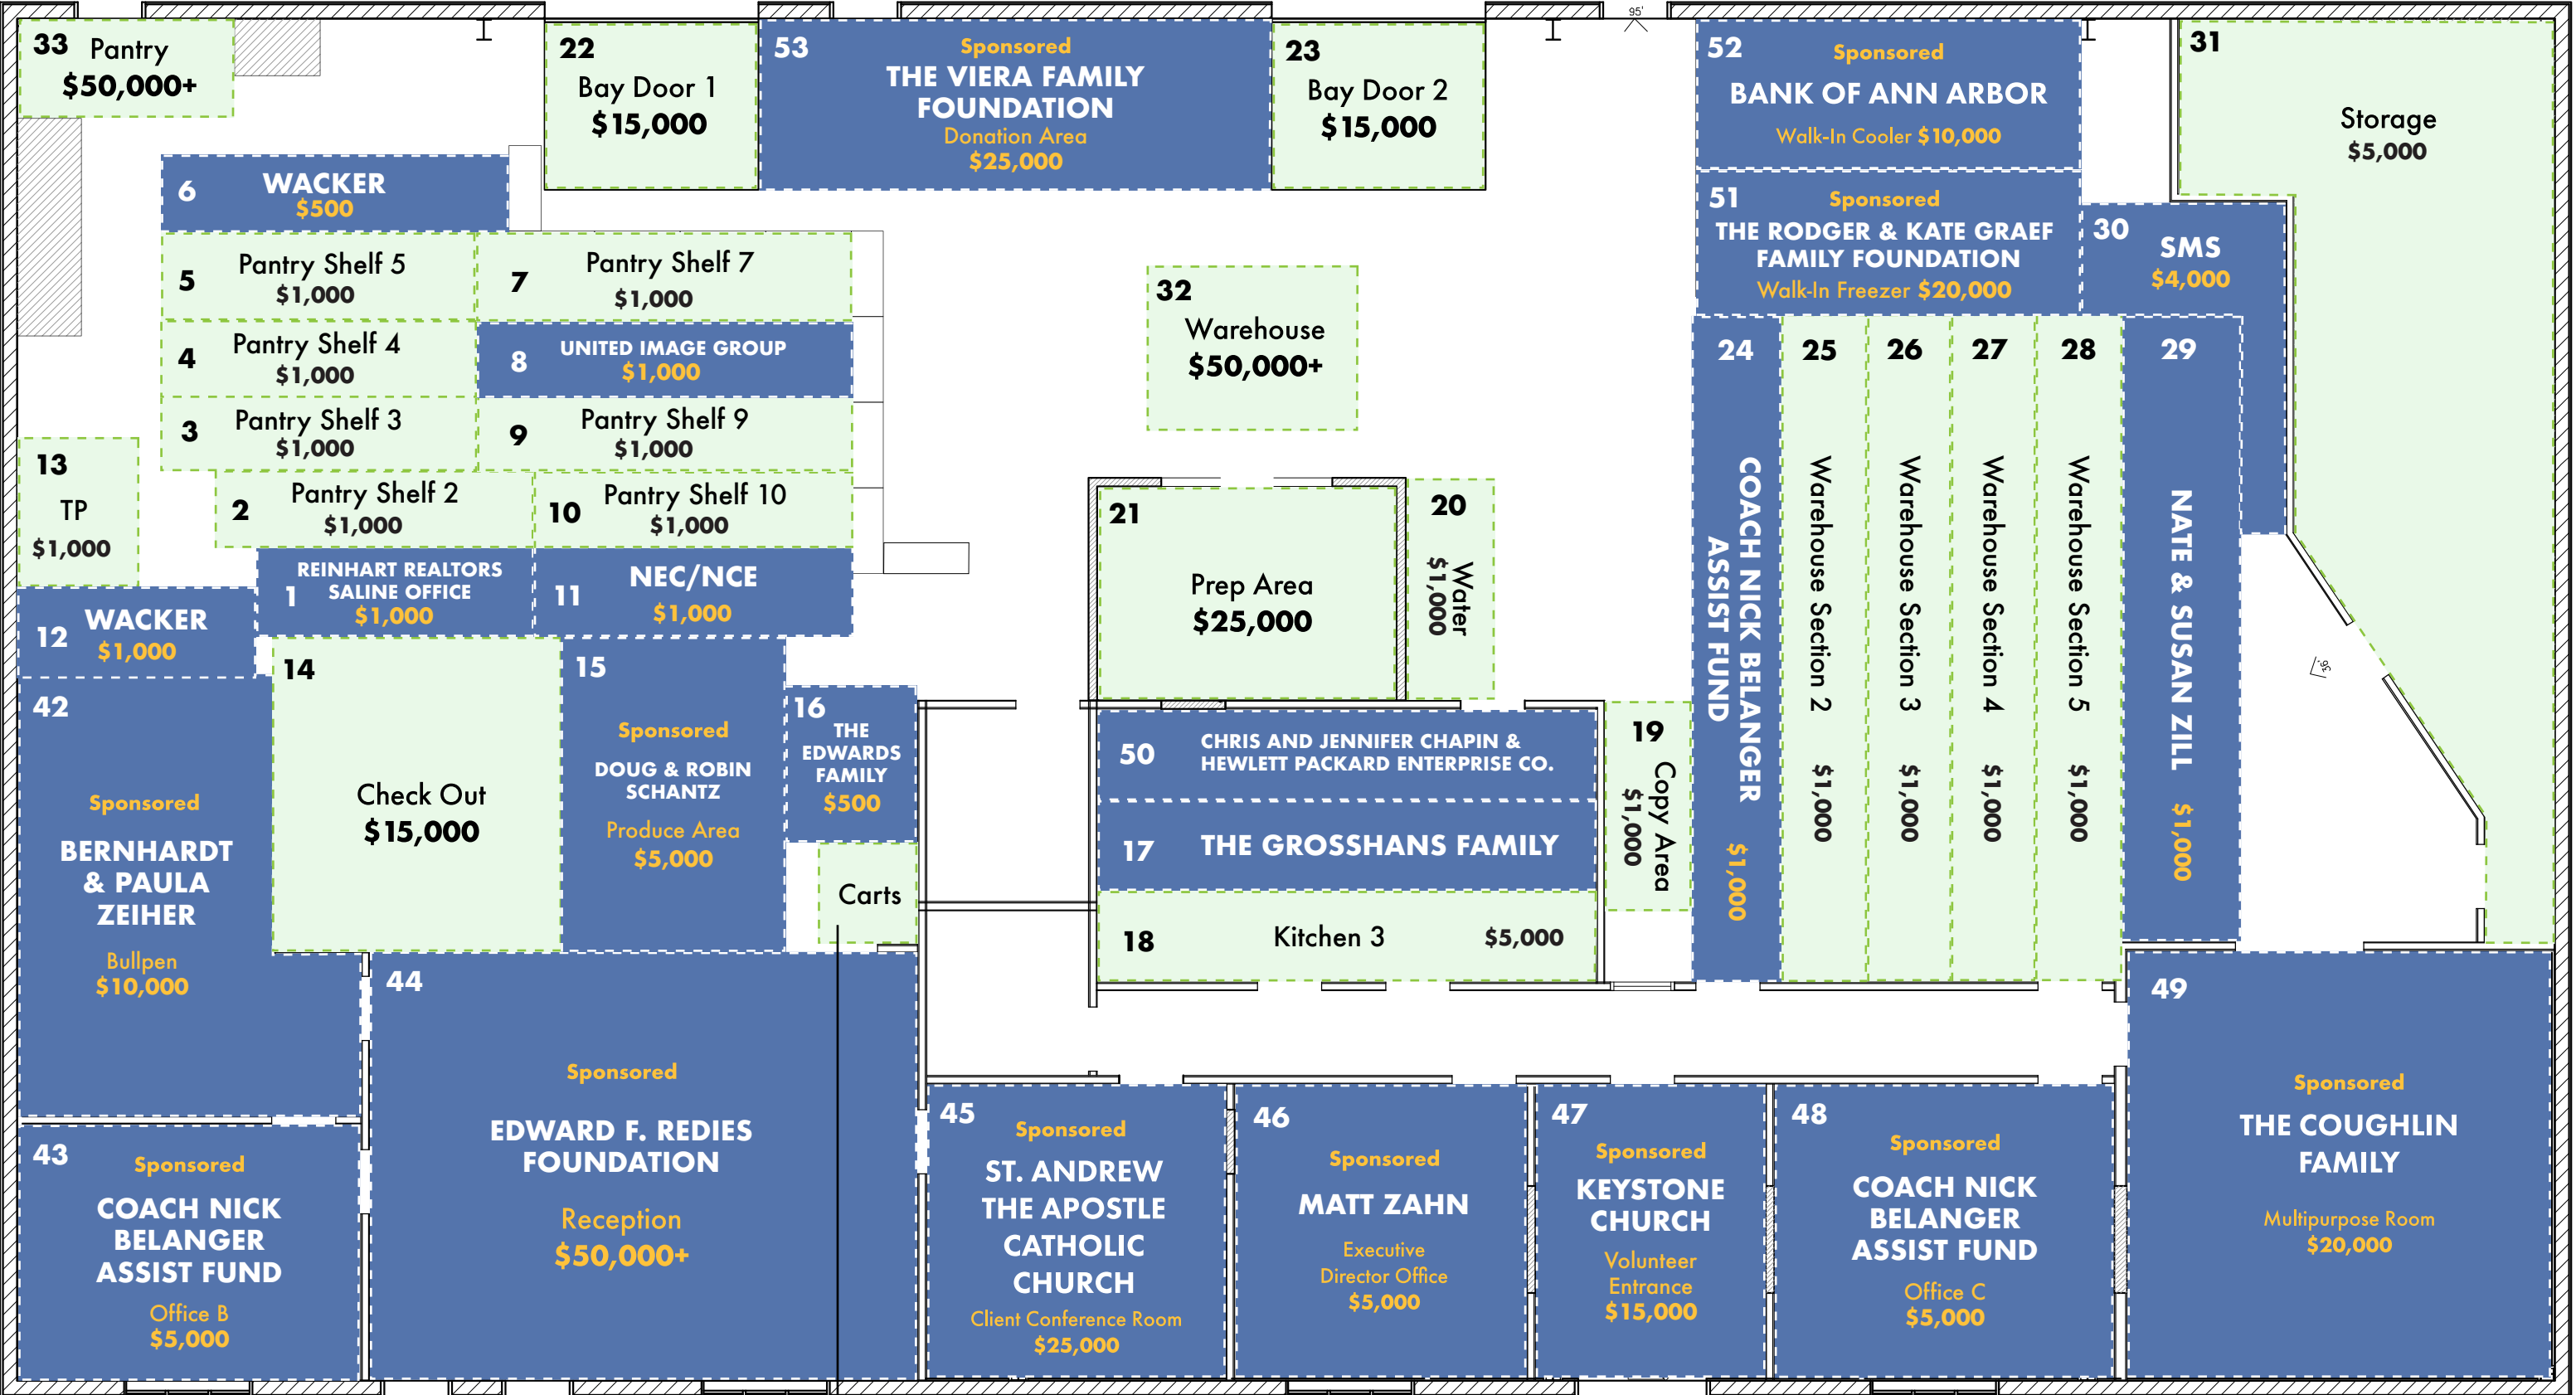 33 Pantry
$50,000+
22
Bay Door 1
$15,000
53
Sponsored
THE VIERA FAMILY
FOUNDATION
Donation Area
$25,000
23
Bay Door 2
$15,000
95'
52
Sponsored
BANK OF ANN ARBOR
Walk-In Cooler $10,000
31
Storage
$5,000
51
Sponsored
THE RODGER & KATE GRAEF
FAMILY FOUNDATION
Walk-In Freezer $20,000
30
SMS
$4,000
6
WACKER
$500
5
Pantry Shelf 5
$1,000
7
Pantry Shelf 7
$1,000
4
Pantry Shelf 4
$1,000
8
UNITED IMAGE GROUP
$1,000
3
Pantry Shelf 3
$1,000
9
Pantry Shelf 9
$1,000
2
Pantry Shelf 2
$1,000
10
Pantry Shelf 10
$1,000
13
TP
$1,000
1
REINHART REALTORS
SALINE OFFICE
$1,000
11
NEC/NCE
$1,000
12
WACKER
$1,000
32
Warehouse
$50,000+
21
Prep Area
$25,000
20
Water
$1,000
24
COACH NICK BELANGER
ASSIST FUND
$1,000
25
Warehouse Section 2
$1,000
26
Warehouse Section 3
$1,000
27
Warehouse Section 4
$1,000
28
Warehouse Section 5
$1,000
29
NATE & SUSAN ZILL
$1,000
36'
42
Sponsored
BERNHARDT
& PAULA
ZEIHER
Bullpen
$10,000
14
Check Out
$15,000
15
Sponsored
DOUG & ROBIN
SCHANTZ
Produce Area
$5,000
16
THE
EDWARDS
FAMILY
$500
Carts
50
CHRIS AND JENNIFER CHAPIN &
HEWLETT PACKARD ENTERPRISE CO.
17
THE GROSSHANS FAMILY
18
Kitchen 3
$5,000
19
Copy Area
$1,000
43
Sponsored
COACH NICK
BELANGER
ASSIST FUND
Office B
$5,000
44
Sponsored
EDWARD F. REDIES
FOUNDATION
Reception
$50,000+
45
Sponsored
ST. ANDREW
THE APOSTLE
CATHOLIC
CHURCH
Client Conference Room
$25,000
46
Sponsored
MATT ZAHN
Executive
Director Office
$5,000
47
Sponsored
KEYSTONE
CHURCH
Volunteer
Entrance
$15,000
48
Sponsored
COACH NICK
BELANGER
ASSIST FUND
Office C
$5,000
49
Sponsored
THE COUGHLIN
FAMILY
Multipurpose Room
$20,000